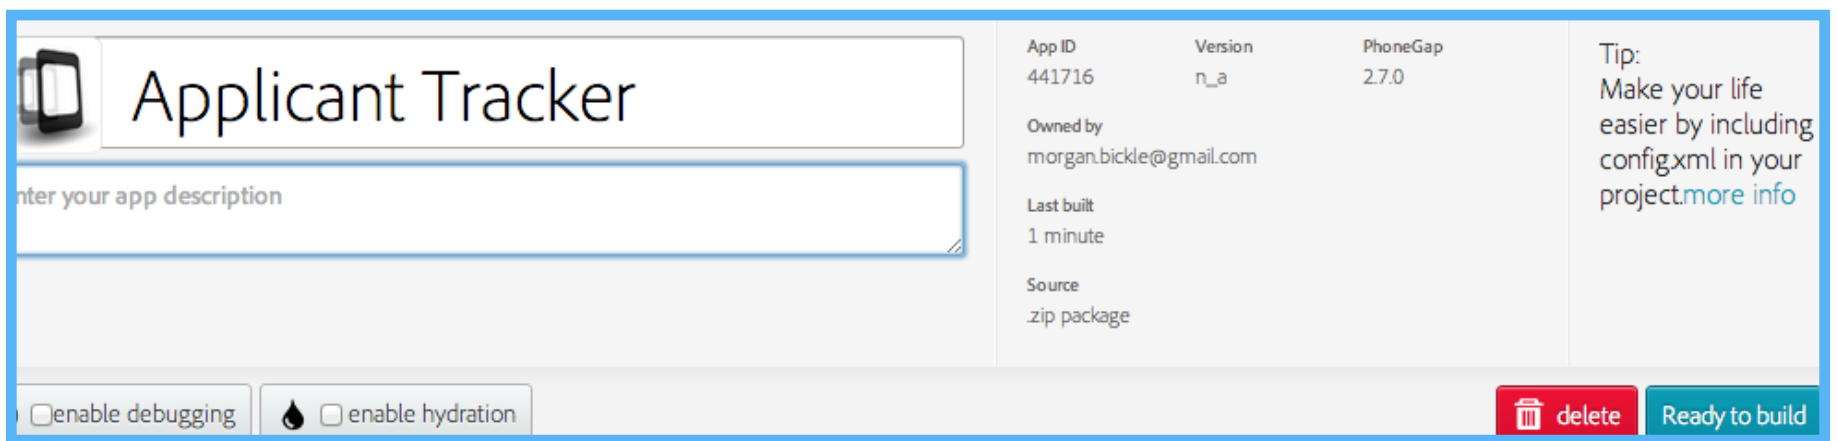 Applicant Tracker
nter your app description
App ID
441716
Version
n_a
PhoneGap
2.7.0
Owned by
morgan.bickle@gmail.com
Last built
1 minute
Source
.zip package
Tip:
Make your life
easier by including
config.xml in your
project.more info
enable debugging
enable hydration
delete
Ready to build